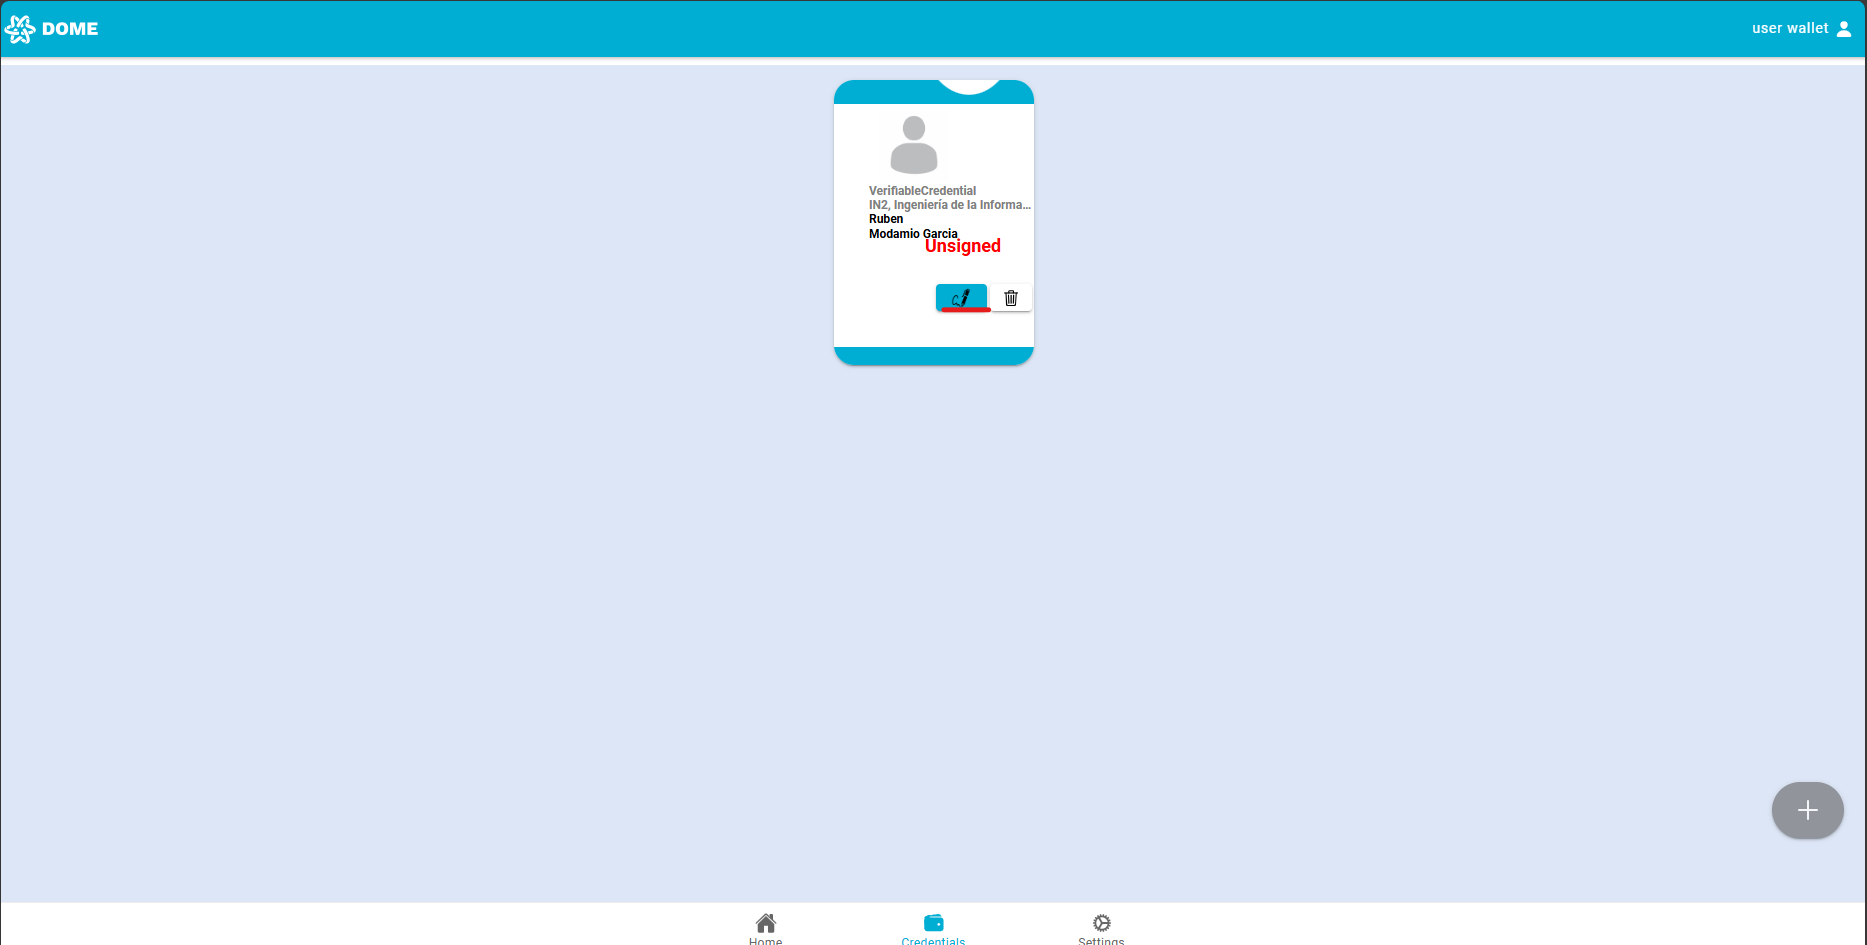 DOME
user wallet
VerifiableCredential
IN2, Ingeniería de la Informa...
Ruben
Modamio Garcia
Unsigned
Home
Credentials
Settings